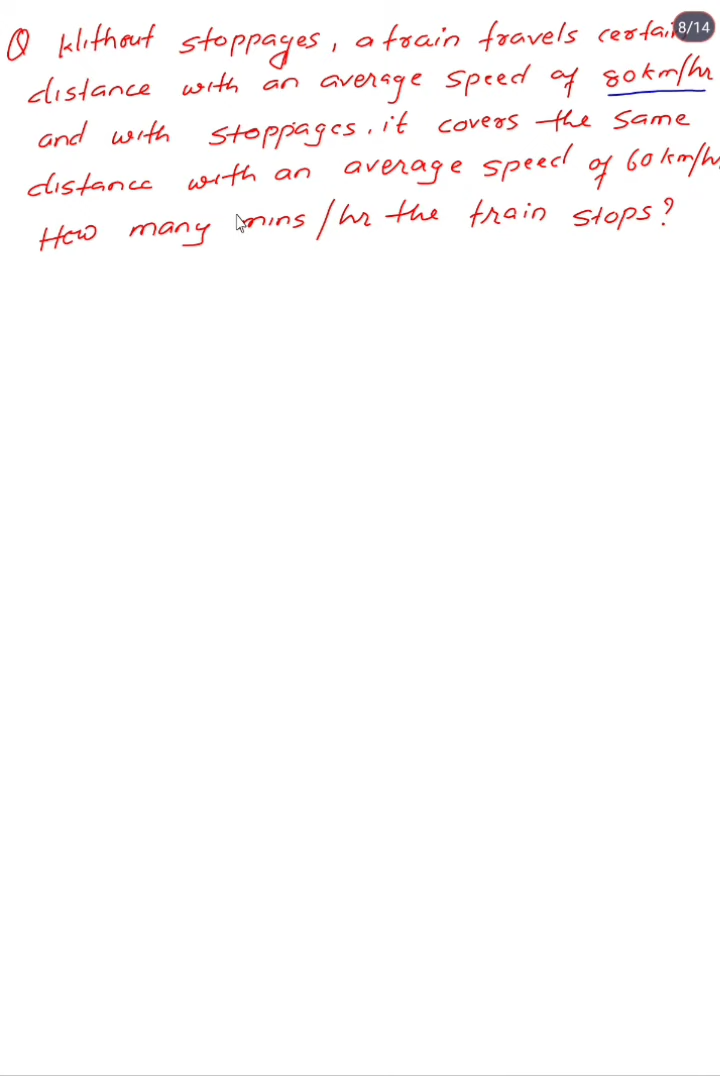 Q Without stoppages, a train travels certain 8/14
distance with an average speed of 80km/hr
and with stoppages, it covers the same
distance with an average speed of 60km/hr
How many mins/hr the train stops?